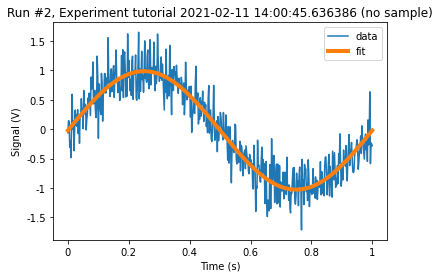 Run #2, Experiment tutorial 2021-02-11 14:00:45.636386 (no sample)
data
fit
1.5
1
0.5
0
-0.5
-1
-1.5
Signal (V)
0
0.2
0.4
0.6
0.8
1
Time (s)